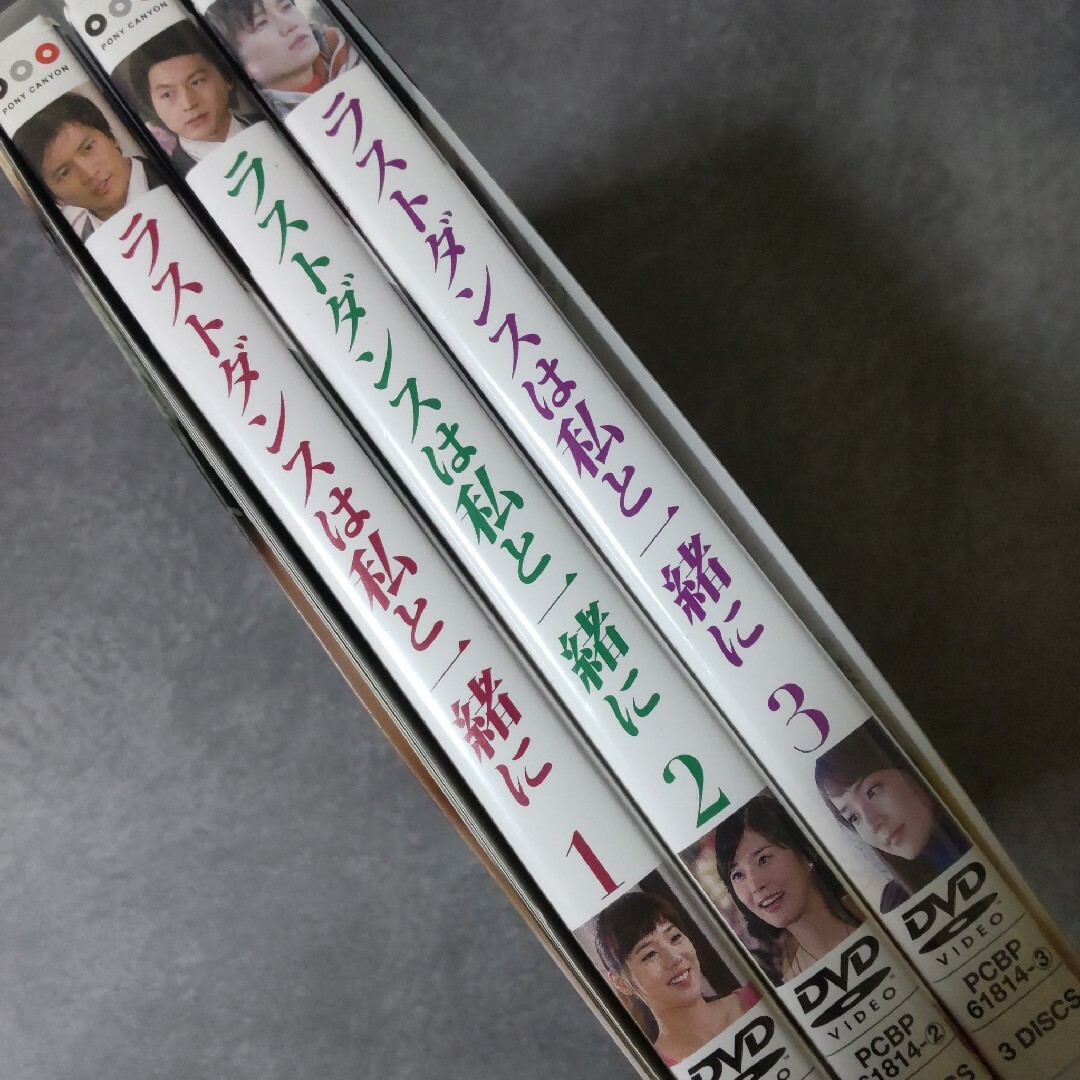 PONY CANYON
ラストダンスは私と一緒に
1
PONY CANYON
ラストダンスは私と一緒に
2
DVD
VIDEO
PCBP
61814-②
ラストダンスは私と一緒に
3
DVD
VIDEO
PCBP
61814-③
3 DISCS